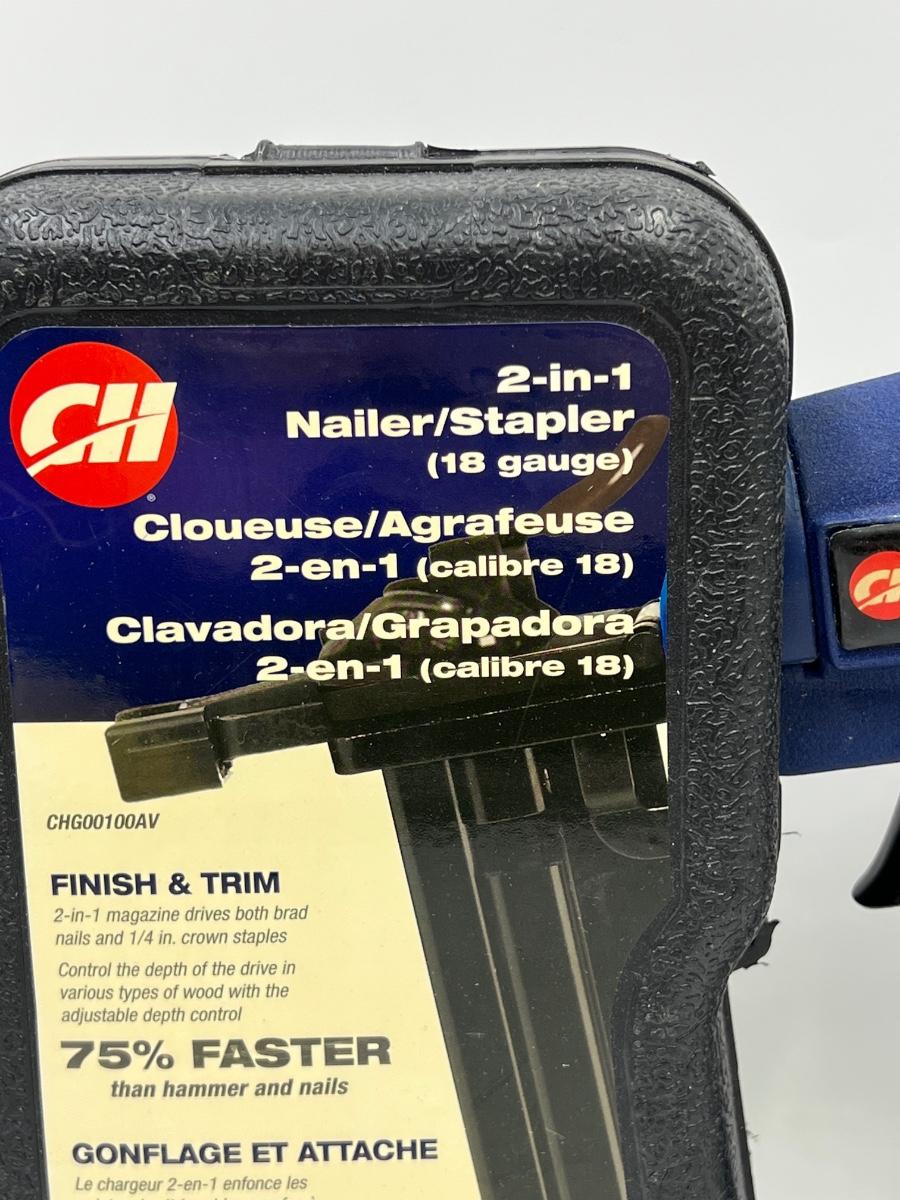 CH
®
2-in-1
Nailer/Stapler
(18 gauge)
Cloueuse/Agrafeuse
2-en-1 (calibre 18)
Clavadora/Grapadora
2-en-1 (calibre 18)
CH
CHG00100AV
FINISH & TRIM
2-in-1 magazine drives both brad
nails and 1/4 in. crown staples
Control the depth of the drive in
various types of wood with the
adjustable depth control
75% FASTER
than hammer and nails
GONFLAGE ET ATTACHE
Le chargeur 2-en-1 enfonce les